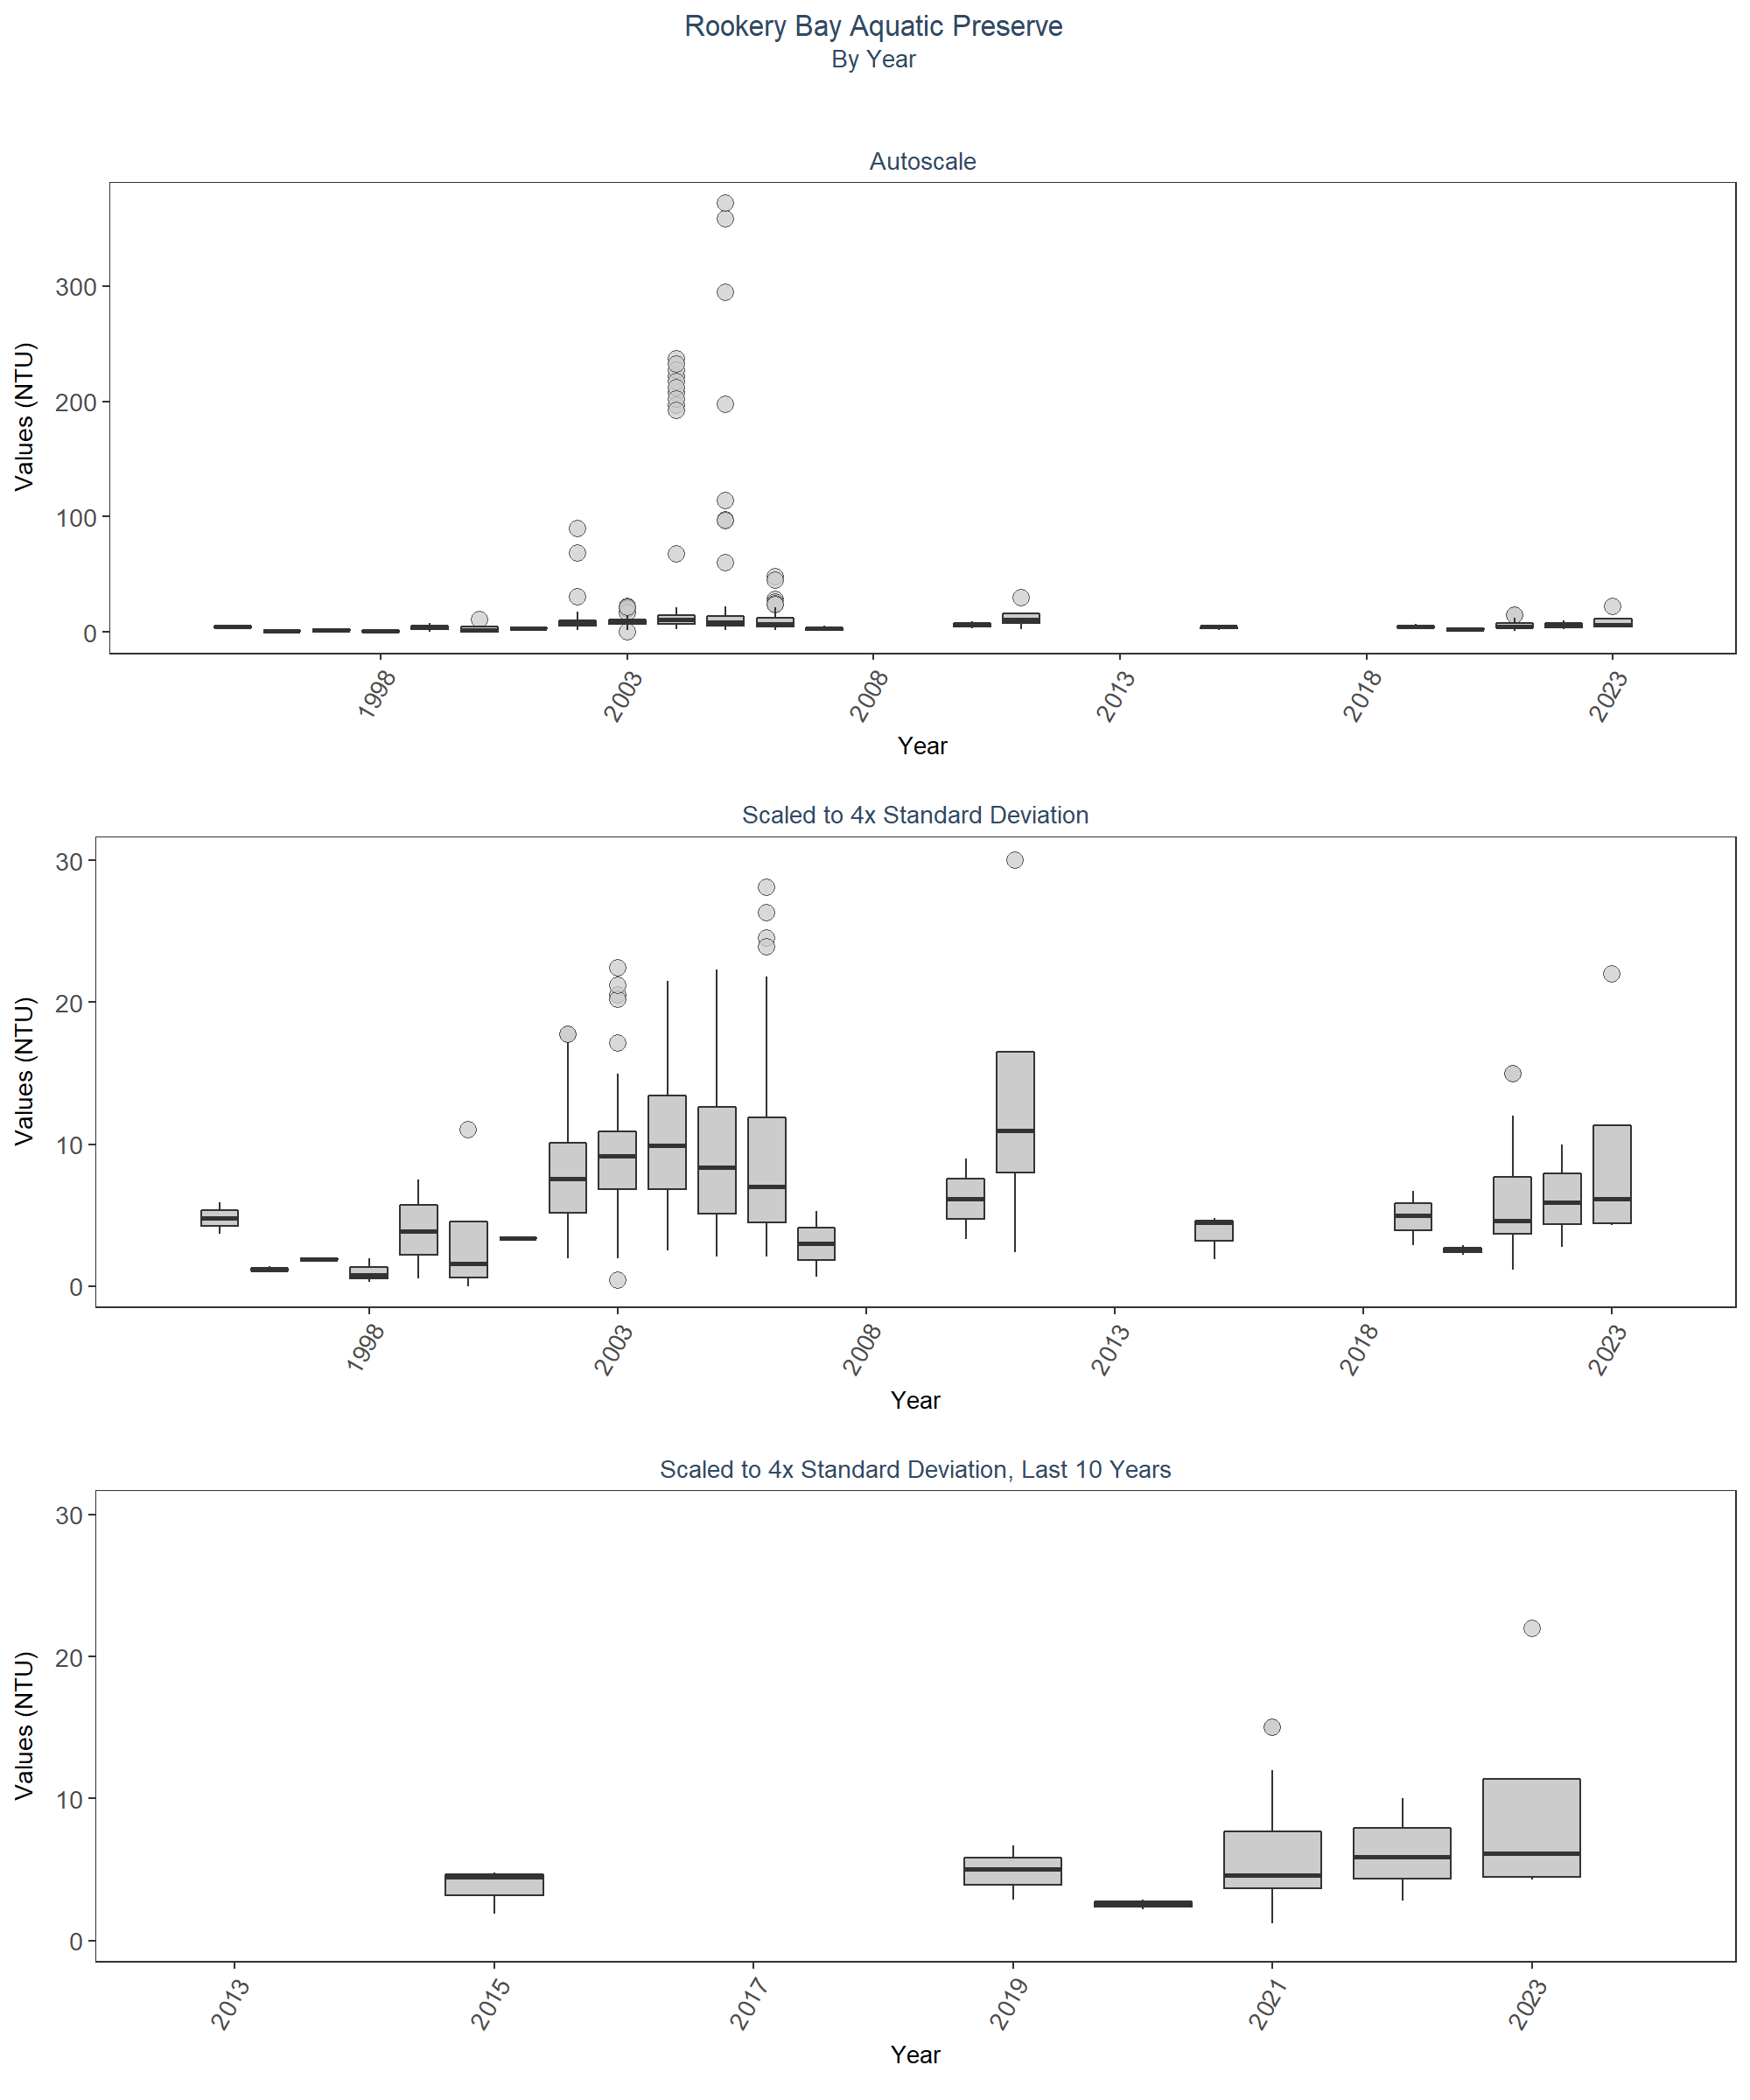 Rookery Bay Aquatic Preserve
By Year
Autoscale
Values (NTU)
300
200
100
0
1998 2003 2008 2013 2018 2023
Year
Scaled to 4x Standard Deviation
Values (NTU)
30
20
10
0
1998 2003 2008 2013 2018 2023
Year
Scaled to 4x Standard Deviation, Last 10 Years
Values (NTU)
30
20
10
0
2013 2015 2017 2019 2021 2023
Year